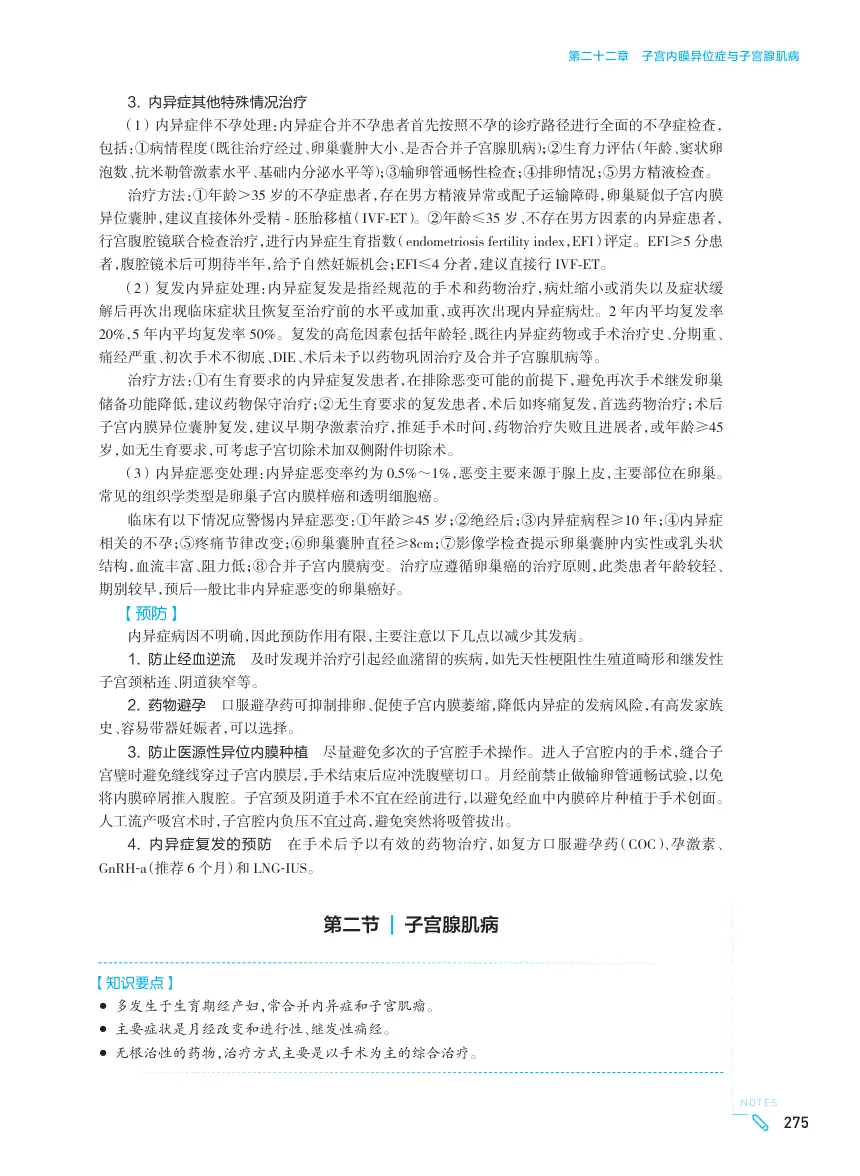 第二十二章 子宫内膜异位症与子宫腺肌病
3. 内异症其他特殊情况治疗
（1）内异症伴不孕处理：内异症合并不孕患者首先按照不孕的诊疗路径进行全面的不孕症检查，
包括：①病情程度（既往治疗经过、卵巢囊肿大小、是否合并子宫腺肌病）；②生育力评估（年龄、窦状卵
泡数、抗米勒管激素水平、基础内分泌水平等）；③输卵管通畅性检查；④排卵情况；⑤男方精液检查。
治疗方法：①年龄＞35 岁的不孕症患者，存在男方精液异常或配子运输障碍，卵巢疑似子宫内膜
异位囊肿，建议直接体外受精 - 胚胎移植（IVF-ET）。②年龄≤35 岁、不存在男方因素的内异症患者，
行宫腹腔镜联合检查治疗，进行内异症生育指数（endometriosis fertility index，EFI）评定。EFI≥5 分患
者，腹腔镜术后可期待半年，给予自然妊娠机会；EFI≤4 分者，建议直接行 IVF-ET。
（2）复发内异症处理：内异症复发是指经规范的手术和药物治疗，病灶缩小或消失以及症状缓
解后再次出现临床症状且恢复至治疗前的水平或加重，或再次出现内异症病灶。2 年内平均复发率
20%，5 年内平均复发率 50%。复发的高危因素包括年龄轻、既往内异症药物或手术治疗史、分期重、
痛经严重、初次手术不彻底、DIE、术后未予以药物巩固治疗及合并子宫腺肌病等。
治疗方法：①有生育要求的内异症复发患者，在排除恶变可能的前提下，避免再次手术继发卵巢
储备功能降低，建议药物保守治疗；②无生育要求的复发患者，术后如疼痛复发，首选药物治疗；术后
子宫内膜异位囊肿复发，建议早期孕激素治疗，推延手术时间，药物治疗失败且进展者，或年龄≥45
岁，如无生育要求，可考虑子宫切除术加双侧附件切除术。
（3）内异症恶变处理：内异症恶变率约为 0.5%～1%，恶变主要来源于腺上皮，主要部位在卵巢。
常见的组织学类型是卵巢子宫内膜样癌和透明细胞癌。
临床有以下情况应警惕内异症恶变：①年龄≥45 岁；②绝经后；③内异症病程≥10 年；④内异症
相关的不孕；⑤疼痛节律改变；⑥卵巢囊肿直径≥8cm；⑦影像学检查提示卵巢囊肿内实性或乳头状
结构，血流丰富、阻力低；⑧合并子宫内膜病变。治疗应遵循卵巢癌的治疗原则，此类患者年龄较轻、
期别较早，预后一般比非内异症恶变的卵巢癌好。
【预防】
内异症病因不明确，因此预防作用有限，主要注意以下几点以减少其发病。
1. 防止经血逆流 及时发现并治疗引起经血潴留的疾病，如先天性梗阻性生殖道畸形和继发性
子宫颈粘连、阴道狭窄等。
2. 药物避孕 口服避孕药可抑制排卵、促使子宫内膜萎缩，降低内异症的发病风险，有高发家族
史、容易带器妊娠者，可以选择。
3. 防止医源性异位内膜种植 尽量避免多次的子宫腔手术操作。进入子宫腔内的手术，缝合子
宫壁时避免缝线穿过子宫内膜层，手术结束后应冲洗腹壁切口。月经前禁止做输卵管通畅试验，以免
将内膜碎屑推入腹腔。子宫颈及阴道手术不宜在经前进行，以避免经血中内膜碎片种植于手术创面。
人工流产吸宫术时，子宫腔内负压不宜过高，避免突然将吸管拔出。
4. 内异症复发的预防 在手术后予以有效的药物治疗，如复方口服避孕药（COC）、孕激素、
GnRH-a（推荐 6 个月）和 LNG-IUS。
第二节 | 子宫腺肌病
【知识要点】
● 多发生于生育期经产妇，常合并内异症和子宫肌瘤。
● 主要症状是月经改变和进行性、继发性痛经。
● 无根治性的药物，治疗方式主要是以手术为主的综合治疗。
NOTES
275